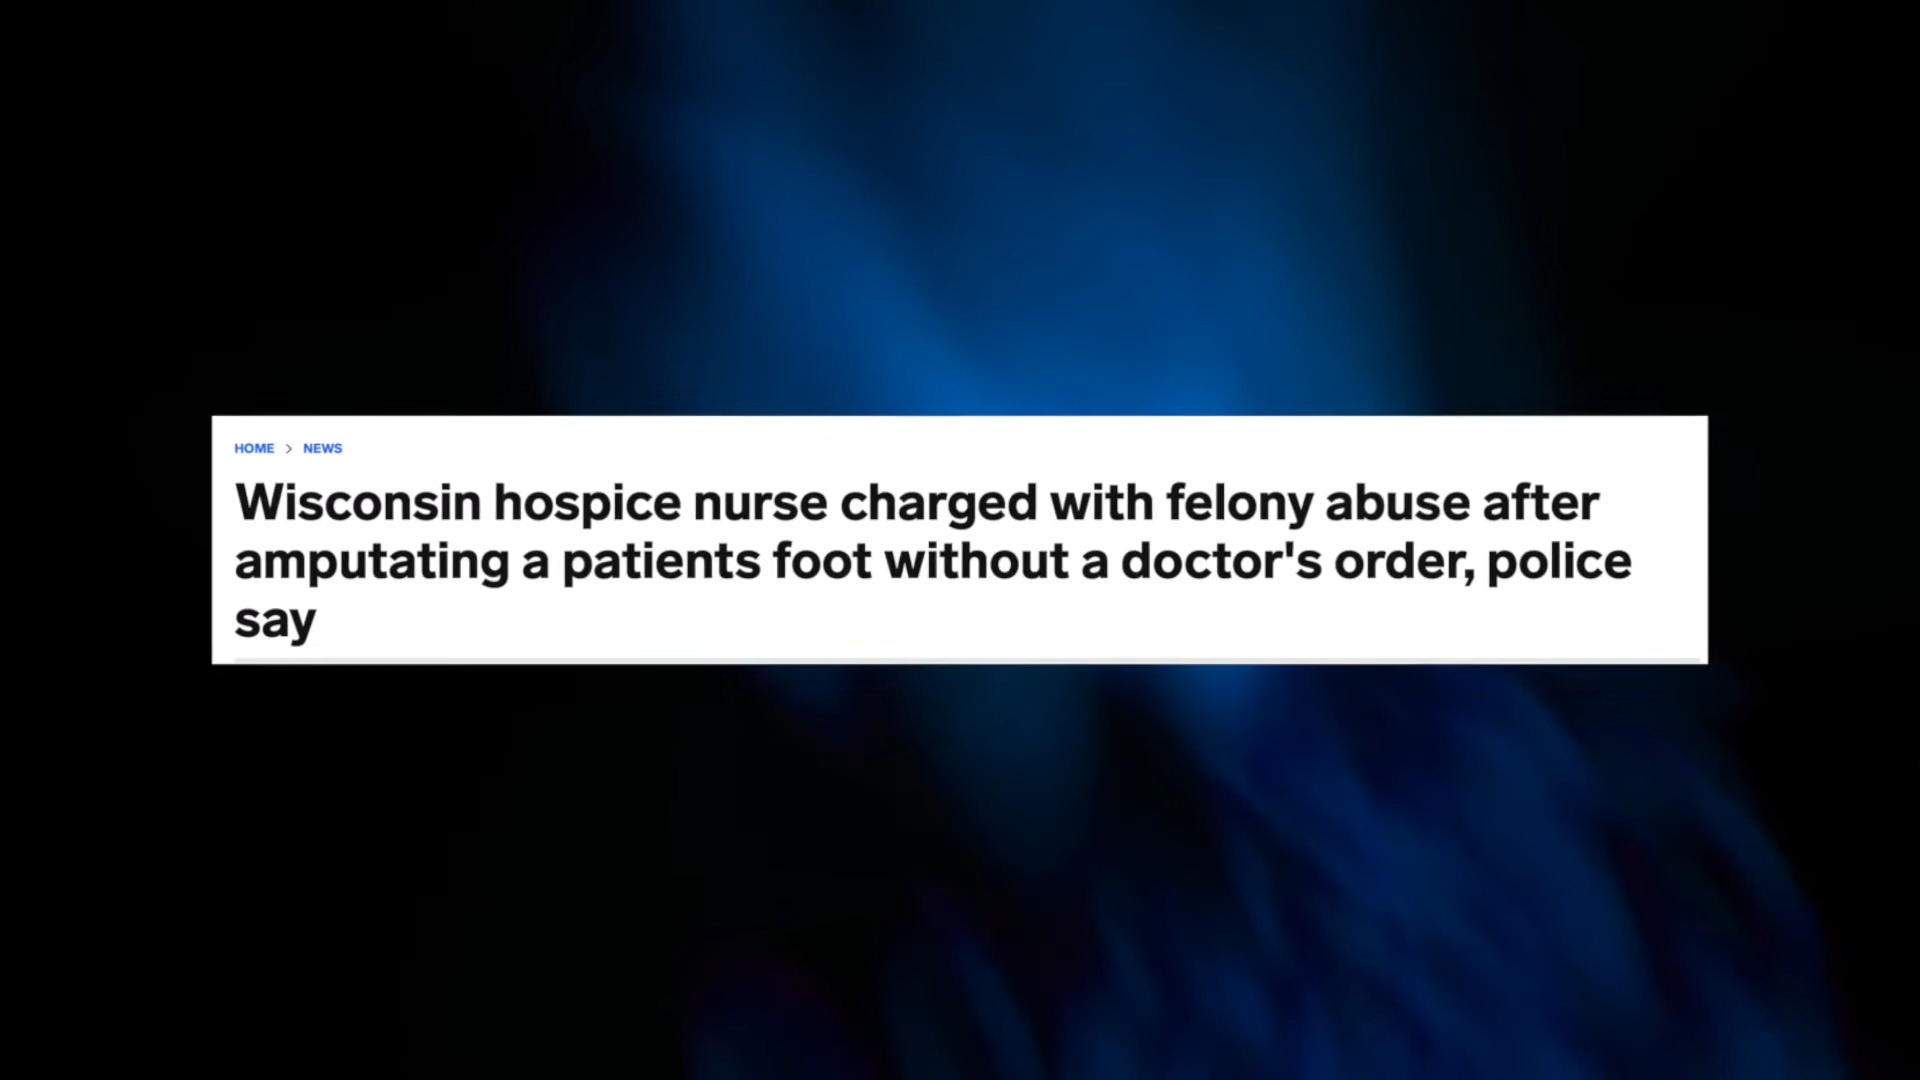 HOME > NEWS
Wisconsin hospice nurse charged with felony abuse after
amputating a patients foot without a doctor's order, police
say